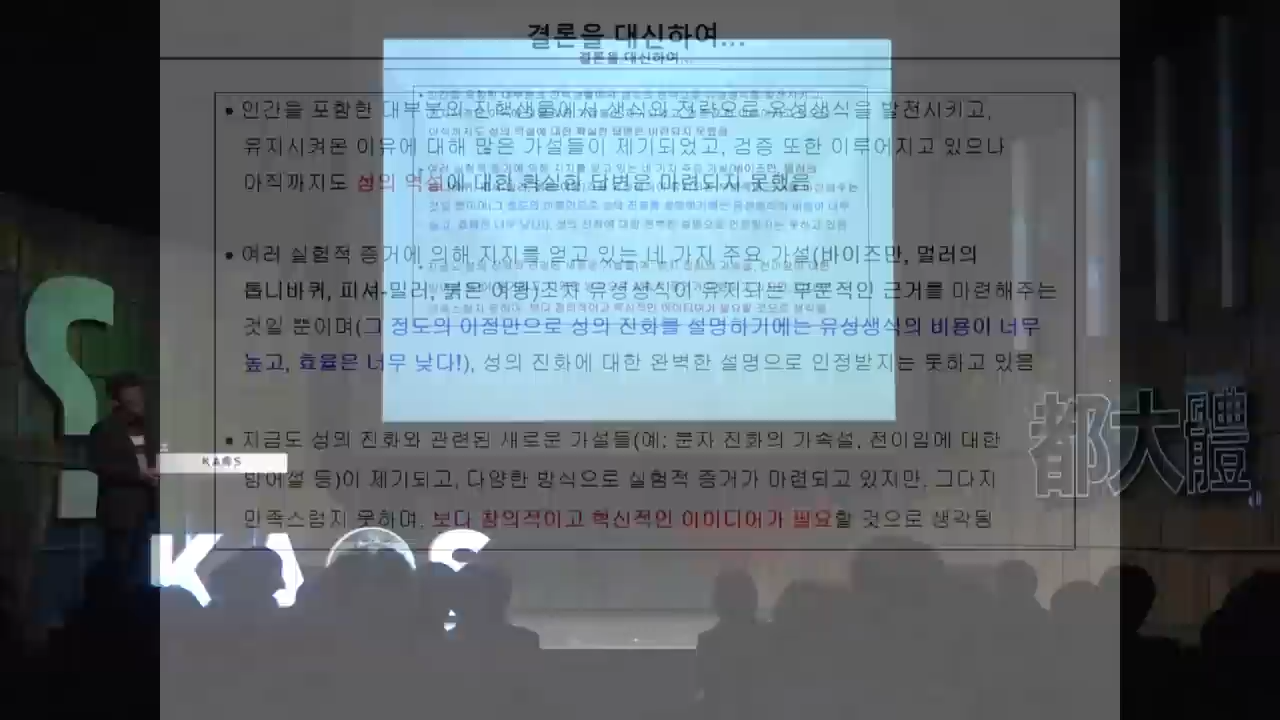 결론을 대신하여...
결론을 대신하여...
• 인간을 포함한 대부분의 진핵생물에서 생식의 전략으로 유성생식을 발전시키고,
유지시켜온 이유에 대해 많은 가설들이 제기되었고, 검증 또한 이루어지고 있으나
아직까지도 성의 역설에 대한 확실한 답변은 마련되지 못했음
• 여러 실험적 증거에 의해 지지를 얻고 있는 네 가지 주요 가설(바이즈만, 멀러의
톱니바퀴, 피셔-밀러, 붉은 여왕)조차 유성생식이 유지되는 부분적인 근거를 마련해주는
것일 뿐이며(그 정도의 이점만으로 성의 진화를 설명하기에는 유성생식의 비용이 너무
높고, 효율은 너무 낮다!), 성의 진화에 대한 완벽한 설명으로 인정받지는 못하고 있음
• 지금도 성의 진화와 관련된 새로운 가설들(예: 분자 진화의 가속설, 전이암에 대한
방어설 등)이 제기되고, 다양한 방식으로 실험적 증거가 마련되고 있지만, 그다지
만족스럽지 못하며, 보다 창의적이고 혁신적인 아이디어가 필요할 것으로 생각됨
都大體
KAOS
KAOS